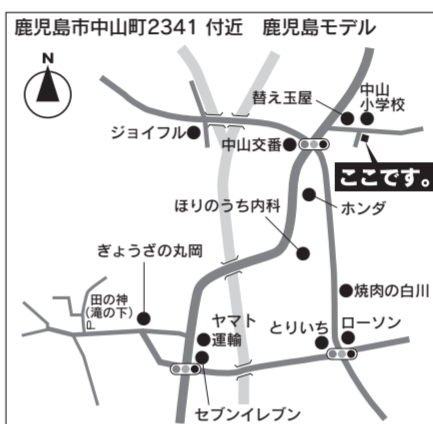 鹿児島市中山町2341 付近　鹿児島モデル
N
替え玉屋
中山
小学校
ジョイフル
中山交番
ここです。
ほりのうち内科
ホンダ
ぎょうざの丸岡
田の神
(滝の下)
P
焼肉の白川
ヤマト
運輸
とりいち
ローソン
セブンイレブン